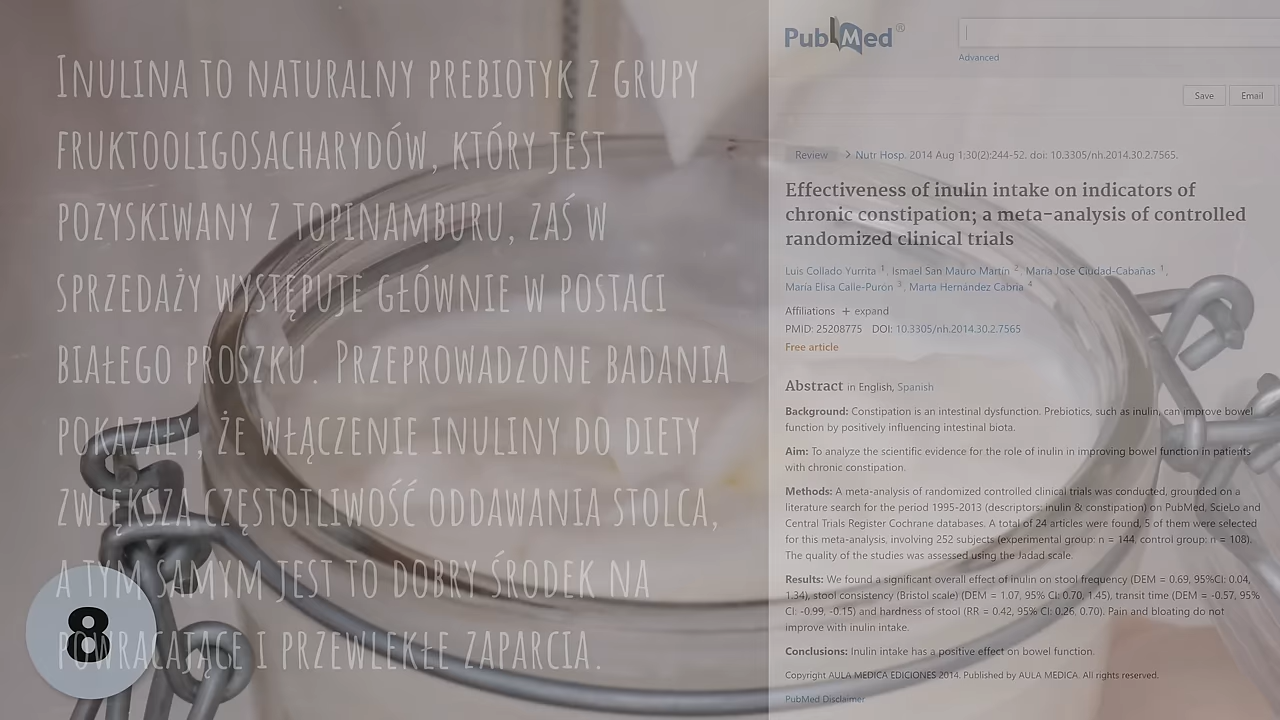 Inulina to naturalny prebiotyk z grupy
fruktooligosacharydów, który jest
pozyskiwany z topinamburu, zaś w
sprzedaży występuje głównie w postaci
białego proszku. Przeprowadzone badania
pokazały, że włączenie inuliny do diety
zwiększa częstotliwość oddawania stolca,
a tym samym jest to dobry środek na
powracające i przewlekłe zaparcia.
8
PubMed®
Advanced
Save Email
Review > Nutr Hosp. 2014 Aug 1;30(2):244-52. doi: 10.3305/nh.2014.30.2.7565.
Effectiveness of inulin intake on indicators of
chronic constipation; a meta-analysis of controlled
randomized clinical trials
Luis Collado Yurrita 1, Ismael San Mauro Martín 2, María José Ciudad-Cabañas 1,
María Elisa Calle-Purón 3, Marta Hernández Cabria 4
Affiliations + expand
PMID: 25208775 DOI: 10.3305/nh.2014.30.2.7565
Free article
Abstract in English, Spanish
Background: Constipation is an intestinal dysfunction. Prebiotics, such as inulin, can improve bowel
function by positively influencing intestinal biota.
Aim: To analyze the scientific evidence for the role of inulin in improving bowel function in patients
with chronic constipation.
Methods: A meta-analysis of randomized controlled clinical trials was conducted, grounded on a
literature search for the period 1995-2013 (descriptors: inulin & constipation) on PubMed, ScieLo and
Central Trials Register Cochrane databases. A total of 24 articles were found, 5 of them were selected
for this meta-analysis, involving 252 subjects (experimental group: n = 144, control group: n = 108).
The quality of the studies was assessed using the Jadad scale.
Results: We found a significant overall effect of inulin on stool frequency (DEM = 0.69, 95%CI: 0.04,
1.34), stool consistency (Bristol scale) (DEM = 1.07, 95% CI: 0.70, 1.45), transit time (DEM = -0.57, 95%
CI: -0.99, -0.15) and hardness of stool (RR = 0.42, 95% CI: 0.26, 0.70). Pain and bloating do not
improve with inulin intake.
Conclusions: Inulin intake has a positive effect on bowel function.
Copyright AULA MEDICA EDICIONES 2014. Published by AULA MEDICA. All rights reserved.
PubMed Disclaimer